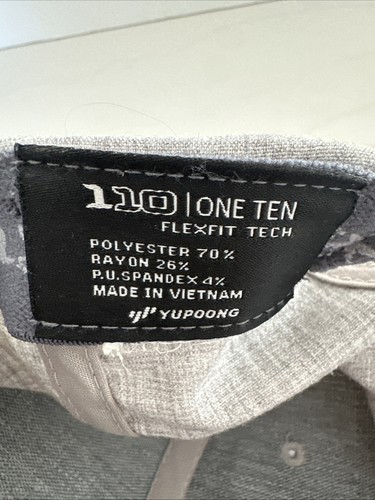 110 | ONE TEN
FLEXFIT TECH
POLYESTER 70%
RAYON 26%
P.U.SPANDEX 4%
MADE IN VIETNAM
YUPOONG